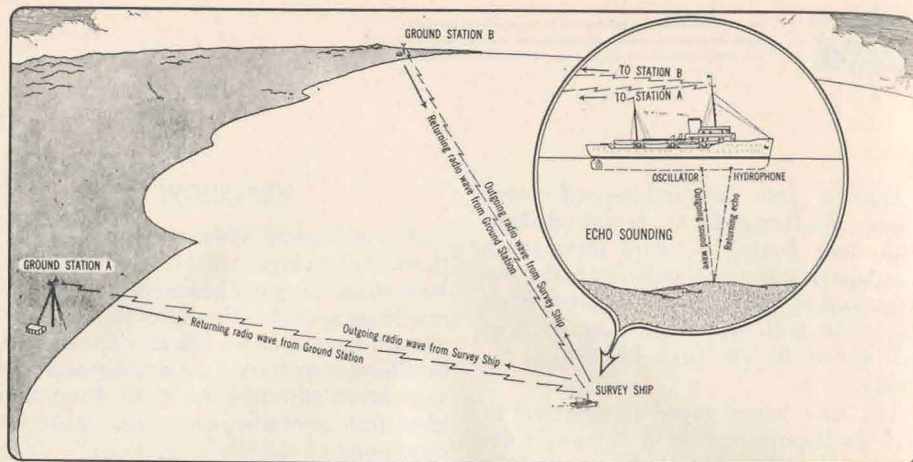 GROUND STATION B
TO STATION B
TO STATION A
OSCILLATOR
HYDROPHONE
Outgoing sound wave
Returning echo
ECHO SOUNDING
Returning radio wave from Ground Station
Outgoing radio wave from Survey Ship
GROUND STATION A
Returning radio wave from Ground Station
Outgoing radio wave from Survey Ship
SURVEY SHIP